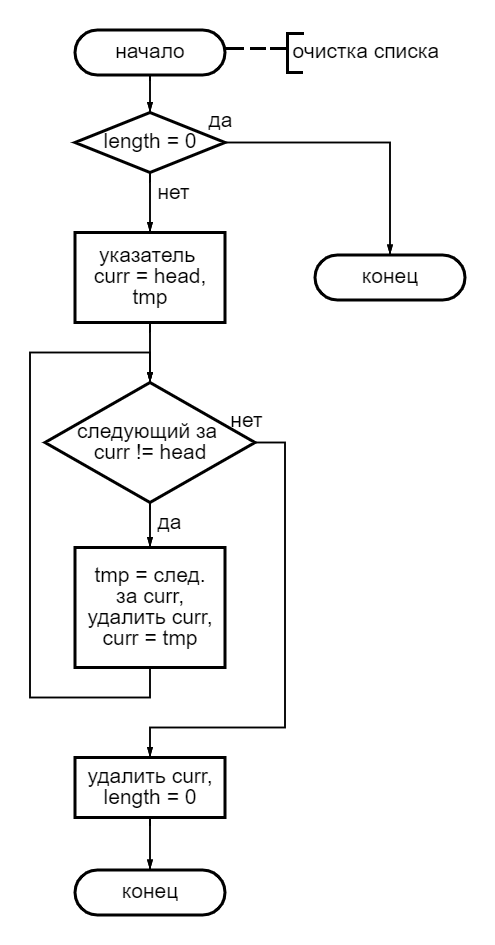 начало
очистка списка
да
length = 0
нет
указатель
curr = head,
tmp
конец
нет
следующий за
curr != head
да
tmp = след.
за curr,
удалить curr,
curr = tmp
удалить curr,
length = 0
конец